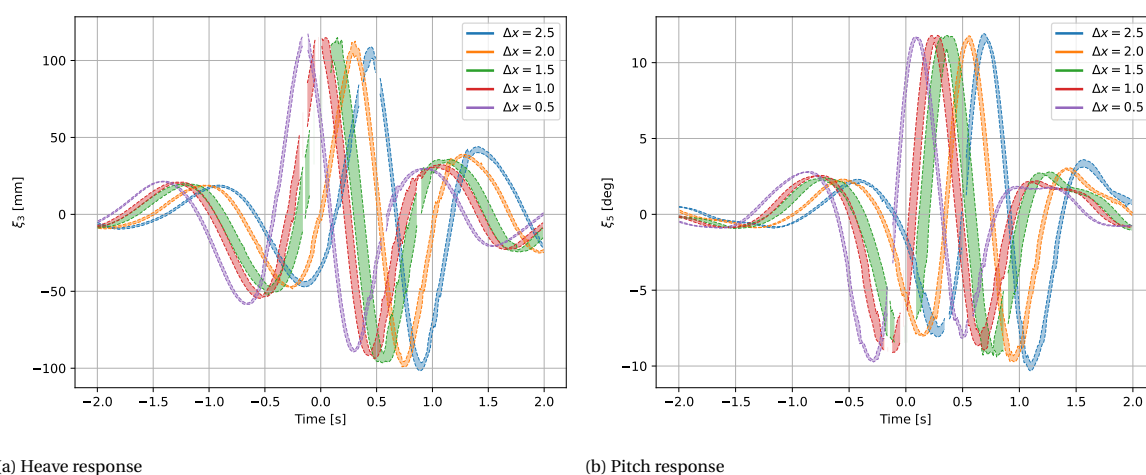 100
50
0
−50
−100
ξ3 [mm]
−2.0 −1.5 −1.0 −0.5 0.0 0.5 1.0 1.5 2.0
Time [s]
Δx = 2.5
Δx = 2.0
Δx = 1.5
Δx = 1.0
Δx = 0.5
(a) Heave response
10
5
0
−5
−10
ξ5 [deg]
−2.0 −1.5 −1.0 −0.5 0.0 0.5 1.0 1.5 2.0
Time [s]
Δx = 2.5
Δx = 2.0
Δx = 1.5
Δx = 1.0
Δx = 0.5
(b) Pitch response